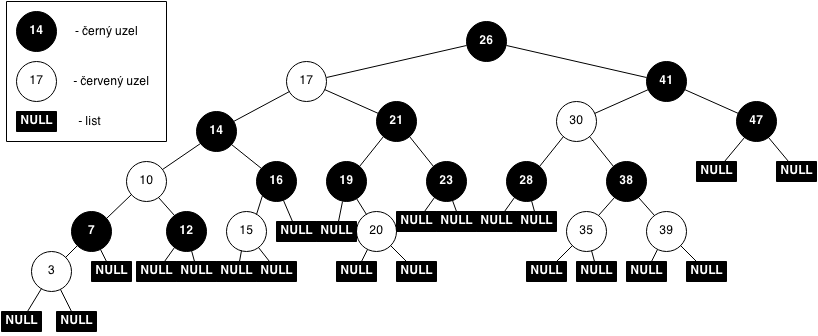 14 - černý uzel
17 - červený uzel
NULL - list
26
17 41
14 21 30 47
NULL NULL
10 16 19 23 28 38
NULL NULL NULL NULL
7 12 15 NULL NULL 20 35 39
3 NULL NULL NULL NULL NULL NULL NULL NULL NULL NULL NULL
NULL NULL